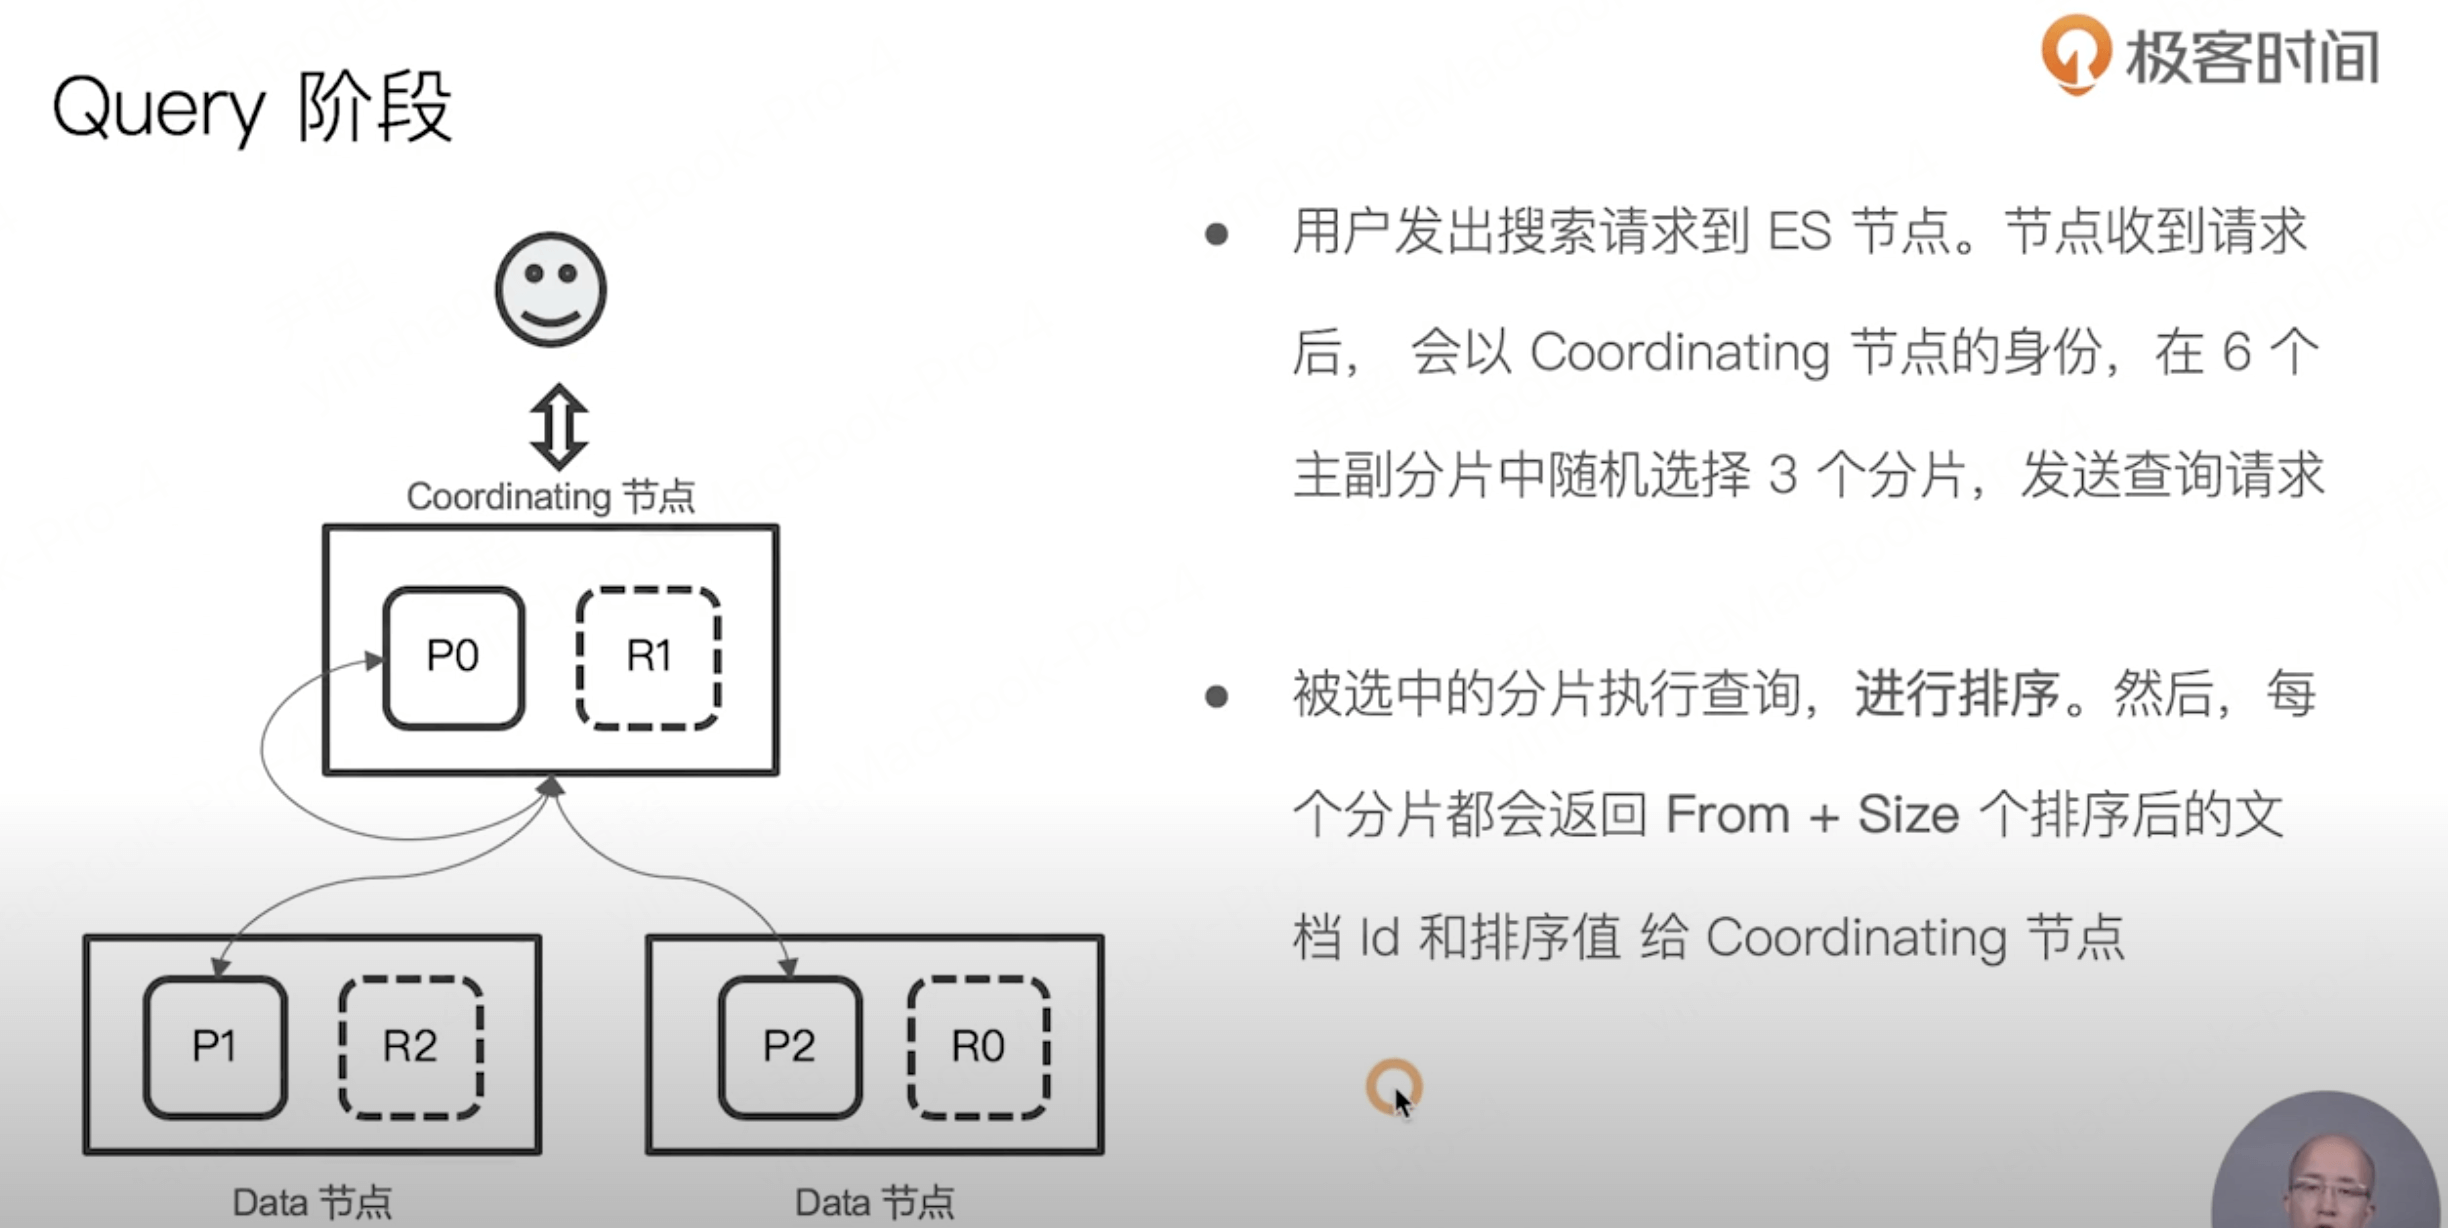 极客时间
Query 阶段
用户发出搜索请求到 ES 节点。节点收到请求
后， 会以 Coordinating 节点的身份，在 6 个
主副分片中随机选择 3 个分片，发送查询请求
被选中的分片执行查询，进行排序。然后，每
个分片都会返回 From + Size 个排序后的文
档 Id 和排序值 给 Coordinating 节点
Coordinating 节点
P0 R1
P1 R2 P2 R0
Data 节点 Data 节点